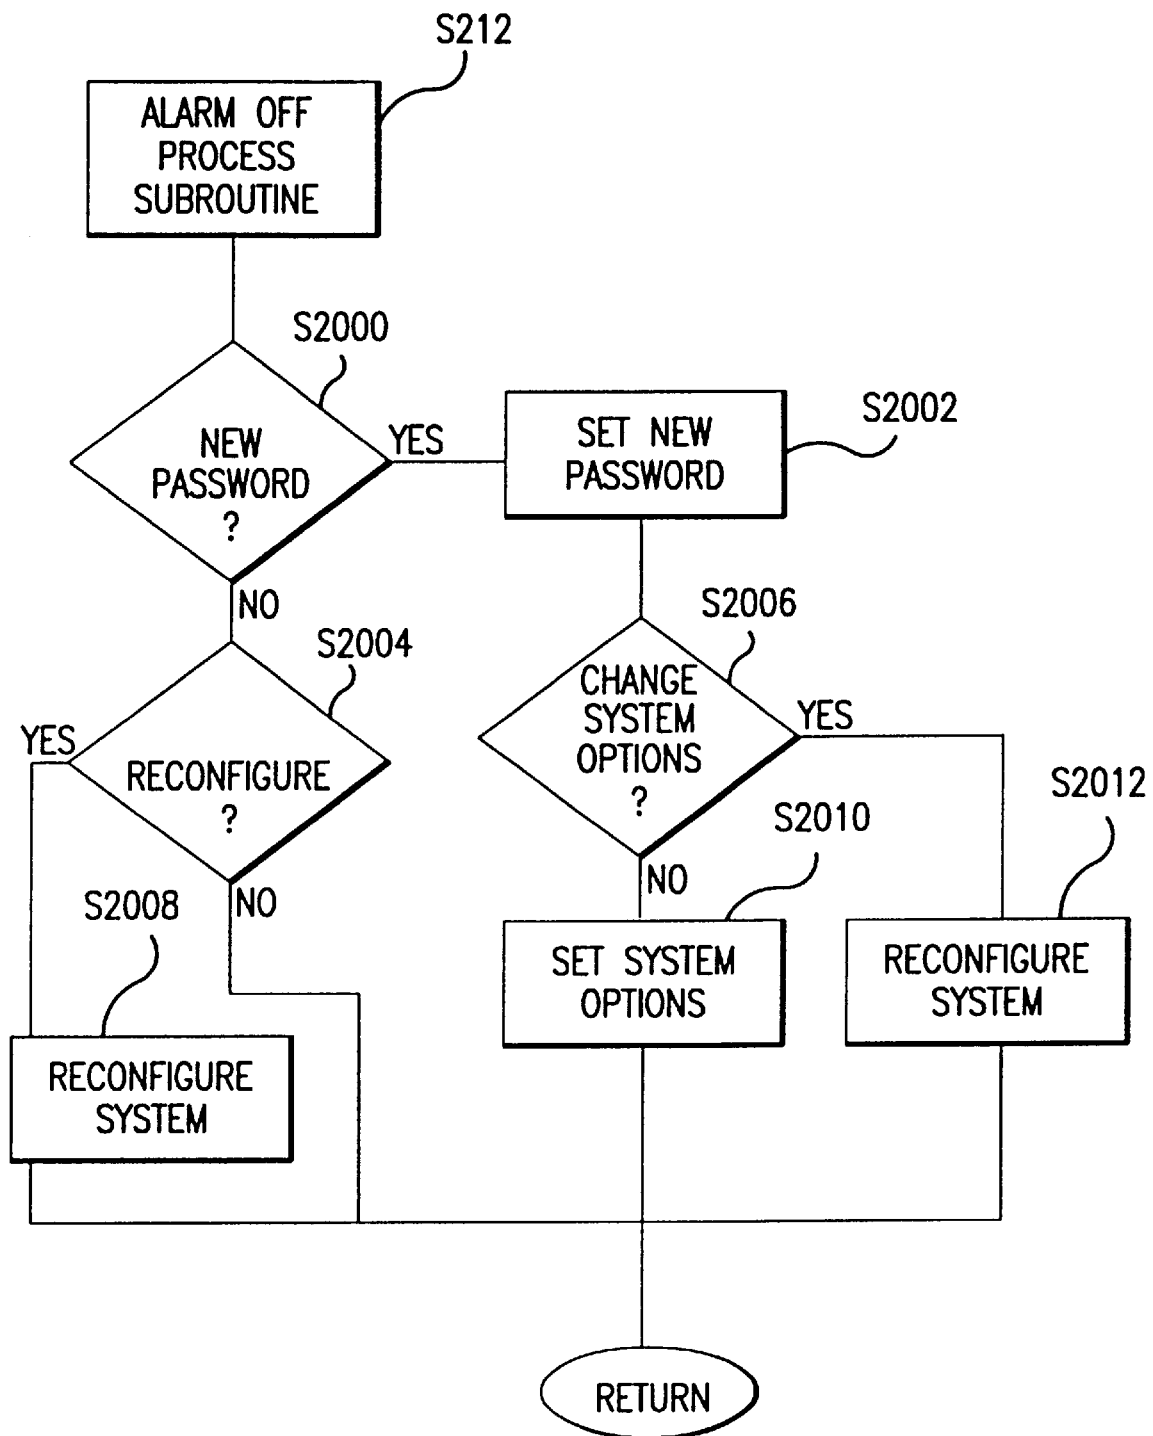 S212
ALARM OFF
PROCESS
SUBROUTINE
S2000
NEW
PASSWORD
?
YES
SET NEW
PASSWORD
S2002
NO
S2004
YES
RECONFIGURE
?
NO
S2006
CHANGE
SYSTEM
OPTIONS
?
YES
NO
S2008
RECONFIGURE
SYSTEM
S2010
SET SYSTEM
OPTIONS
S2012
RECONFIGURE
SYSTEM
RETURN